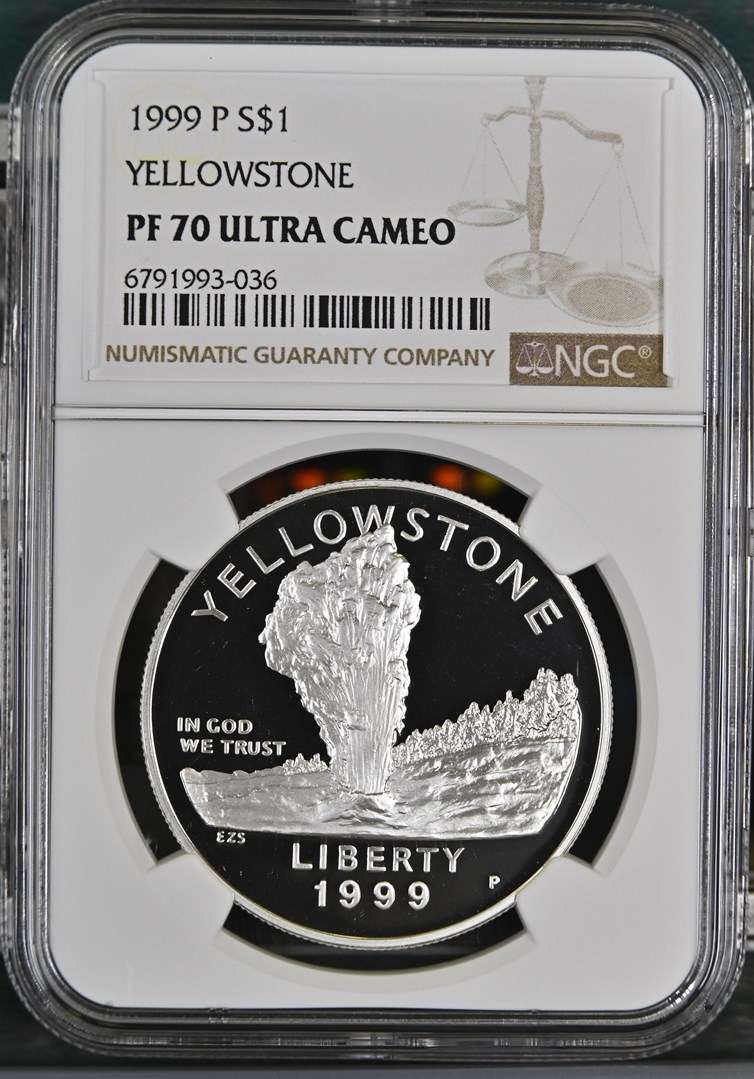 1999 P S$1
YELLOWSTONE
PF 70 ULTRA CAMEO
6791993-036
NUMISMATIC GUARANTY COMPANY
NGC®
YELLOWSTONE
IN GOD
WE TRUST
EZS
LIBERTY
P
1999